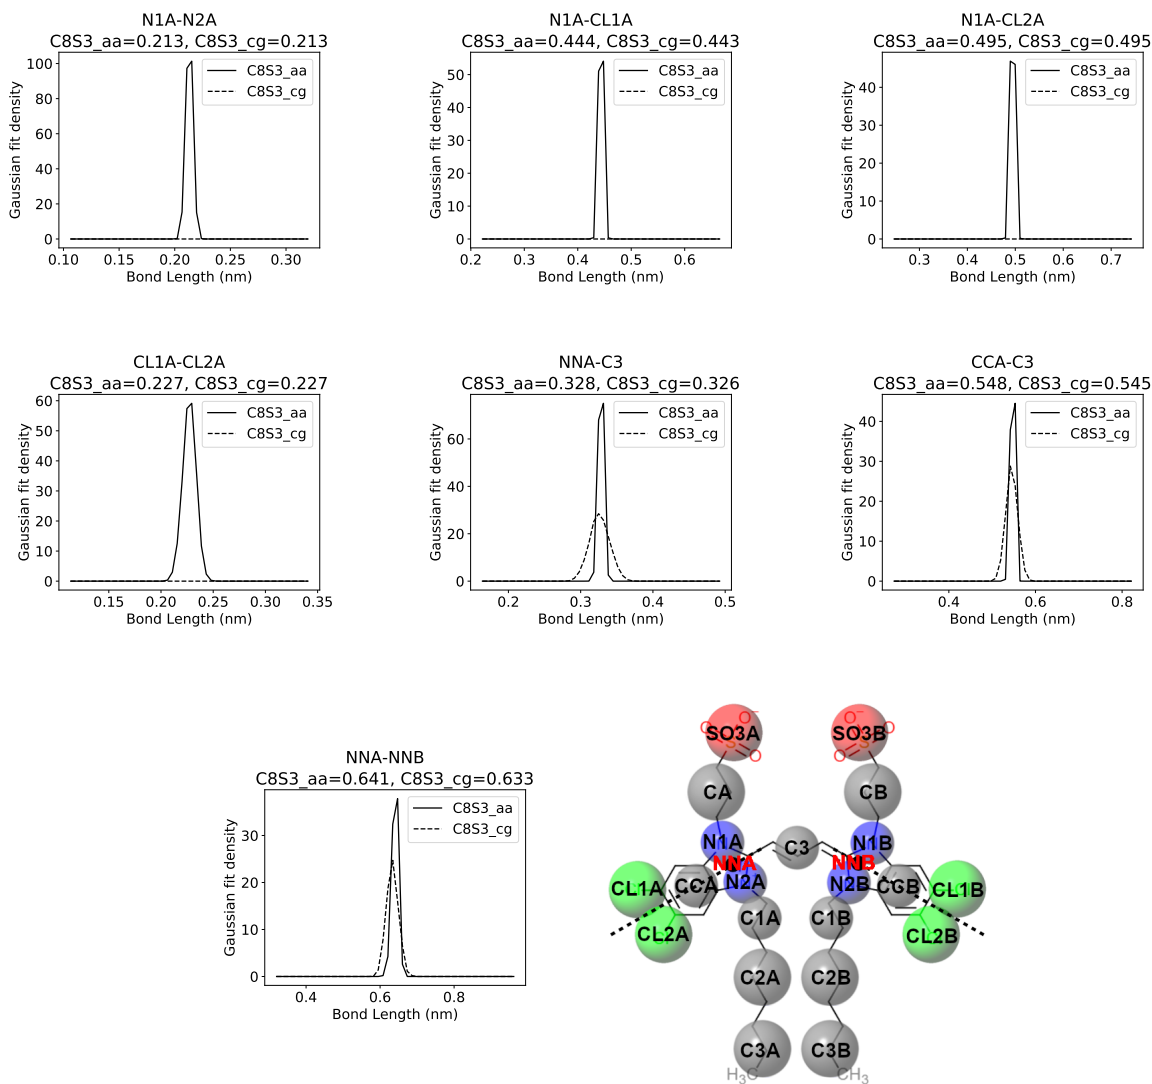 N1A-N2A
C8S3_aa=0.213, C8S3_cg=0.213
Gaussian fit density
100
80
60
40
20
0
C8S3_aa
C8S3_cg
0.10 0.15 0.20 0.25 0.30
Bond Length (nm)
N1A-CL1A
C8S3_aa=0.444, C8S3_cg=0.443
Gaussian fit density
50
40
30
20
10
0
C8S3_aa
C8S3_cg
0.2 0.3 0.4 0.5 0.6
Bond Length (nm)
N1A-CL2A
C8S3_aa=0.495, C8S3_cg=0.495
Gaussian fit density
40
30
20
10
0
C8S3_aa
C8S3_cg
0.3 0.4 0.5 0.6 0.7
Bond Length (nm)
CL1A-CL2A
C8S3_aa=0.227, C8S3_cg=0.227
Gaussian fit density
60
50
40
30
20
10
0
C8S3_aa
C8S3_cg
0.15 0.20 0.25 0.30 0.35
Bond Length (nm)
NNA-C3
C8S3_aa=0.328, C8S3_cg=0.326
Gaussian fit density
60
40
20
0
C8S3_aa
C8S3_cg
0.2 0.3 0.4 0.5
Bond Length (nm)
CCA-C3
C8S3_aa=0.548, C8S3_cg=0.545
Gaussian fit density
40
30
20
10
0
C8S3_aa
C8S3_cg
0.4 0.6 0.8
Bond Length (nm)
NNA-NNB
C8S3_aa=0.641, C8S3_cg=0.633
Gaussian fit density
30
20
10
0
C8S3_aa
C8S3_cg
0.4 0.6 0.8
Bond Length (nm)
O⁻ O⁻
O SO3A SO3B O
S S
O O
CA CB
N1A C3 N1B
NNA NNB
CL1A CCA N2A N2B CCB CL1B
C1A C1B
CL2A CL2B
C2A C2B
C3A C3B
H₃C CH₃